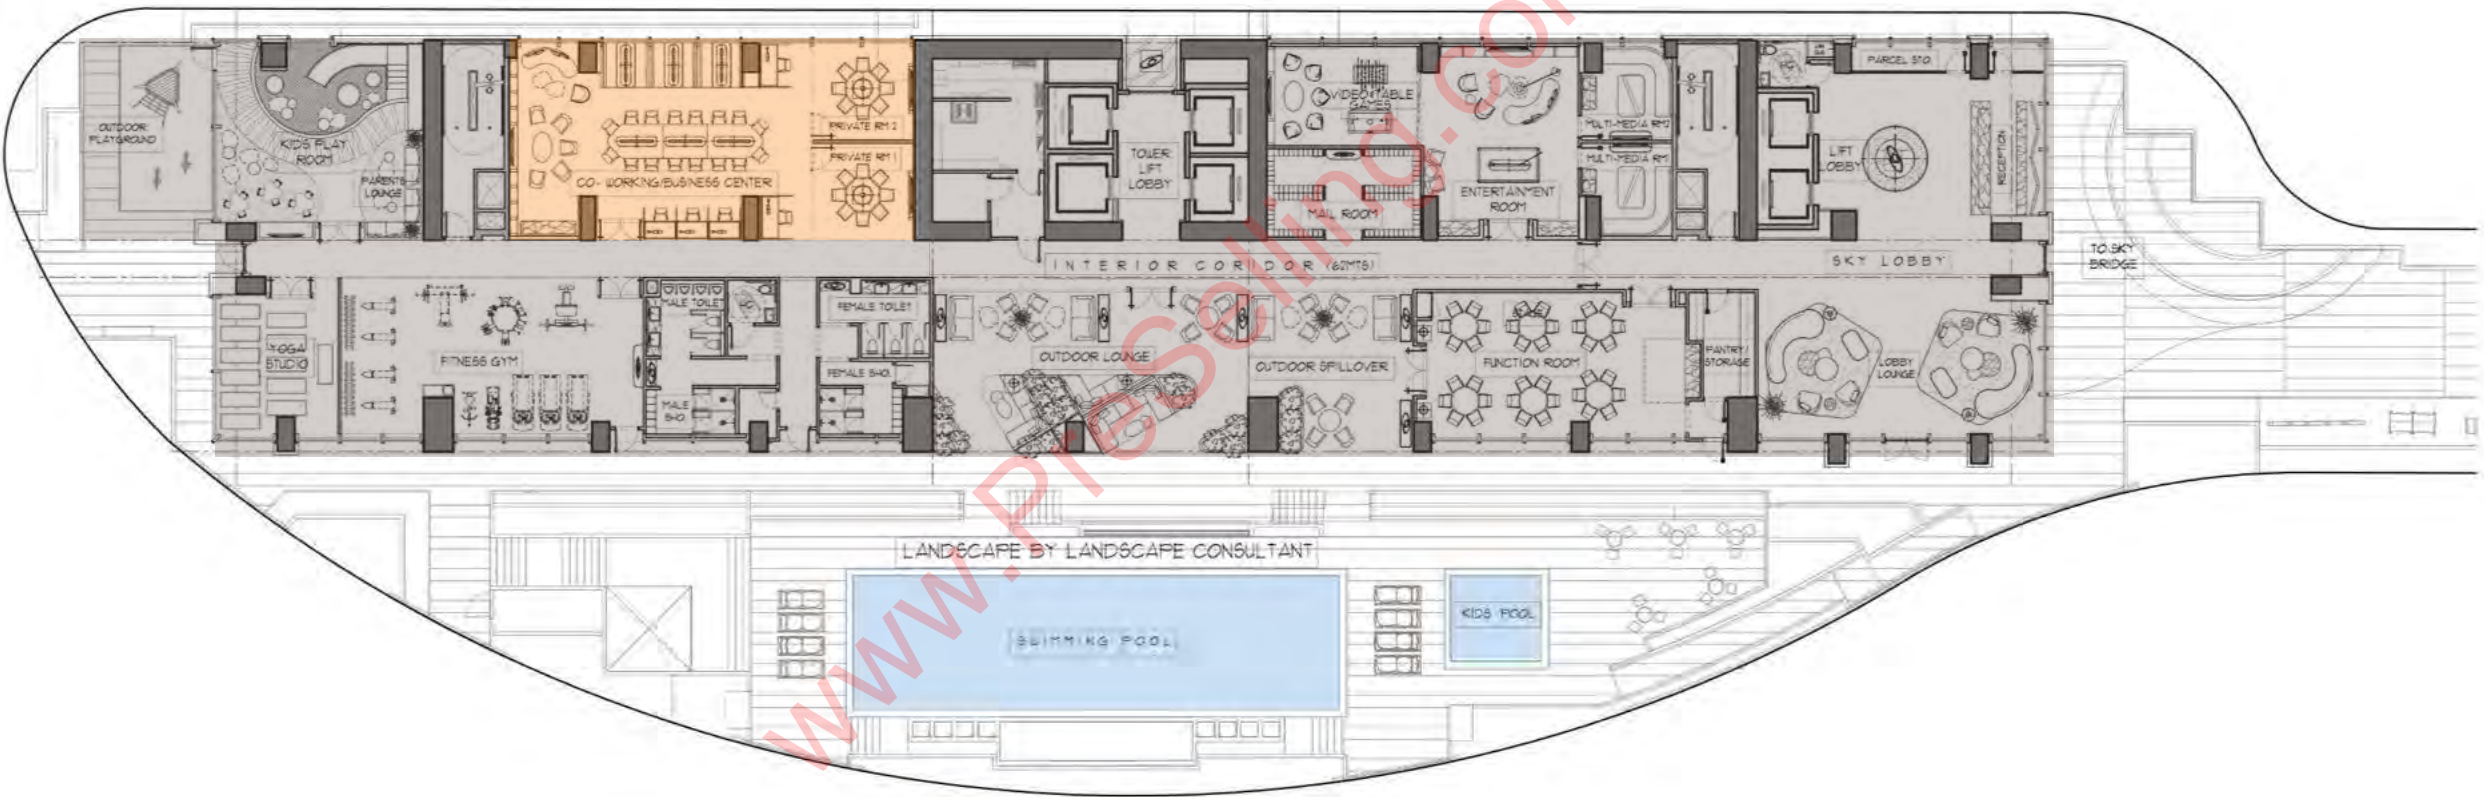 OUTDOOR
PLAYGROUND
KIDS PLAY
ROOM
PARENTS
LOUNGE
CO-WORKING/BUSINESS CENTER
PRIVATE RM 2
PRIVATE RM 1
TOWER
LIFT
LOBBY
VIDEO/TABLE
GAMES
MAIL ROOM
ENTERTAINMENT
ROOM
MULTI-MEDIA RM2
MULTI-MEDIA RM1
LIFT
LOBBY
PARCEL STO.
RECEPTION
INTERIOR CORIDOR (62MTS)
SKY LOBBY
TO SKY
BRIDGE
YOGA
STUDIO
FITNESS GYM
MALE TOILET
MALE
SHO.
FEMALE TOILET
FEMALE SHO.
OUTDOOR LOUNGE
OUTDOOR SPILLOVER
STAGE
FUNCTION ROOM
PANTRY/
STORAGE
LOBBY
LOUNGE
LANDSCAPE BY LANDSCAPE CONSULTANT
SWIMMING POOL
KIDS POOL
www.PreSelling.co